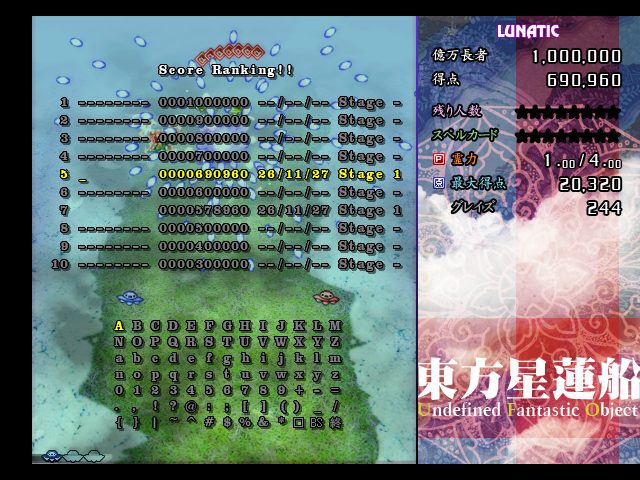 Score Ranking!!
1 -------- 0001000000 --/--/-- Stage -
2 -------- 0000900000 --/--/-- Stage -
3 -------- 0000800000 --/--/-- Stage -
4 -------- 0000700000 --/--/-- Stage -
5 _ 0000690960 26/11/27 Stage 1
6 -------- 0000600000 --/--/-- Stage -
7 0000578860 26/11/27 Stage 1
8 -------- 0000500000 --/--/-- Stage -
9 -------- 0000400000 --/--/-- Stage -
10 -------- 0000300000 --/--/-- Stage -
A B C D E F G H I J K L M
N O P Q R S T U V W X Y Z
a b c d e f g h i j k l m
n o p q r s t u v w x y z
0 1 2 3 4 5 6 7 8 9 + - =
. , ! ? @ : ; [ ] ( ) _ /
{ } | ~ ^ # $ % & * □ BS 終
LUNATIC
億万長者 1,000,000
得点 690,960
残り人数 ★★★★★★★★
スペルカード ★★★★★★★★
P 霊力 1.00/4.00
点 最大得点 20,320
グレイズ 244
東方星蓮船
Undefined Fantastic Object